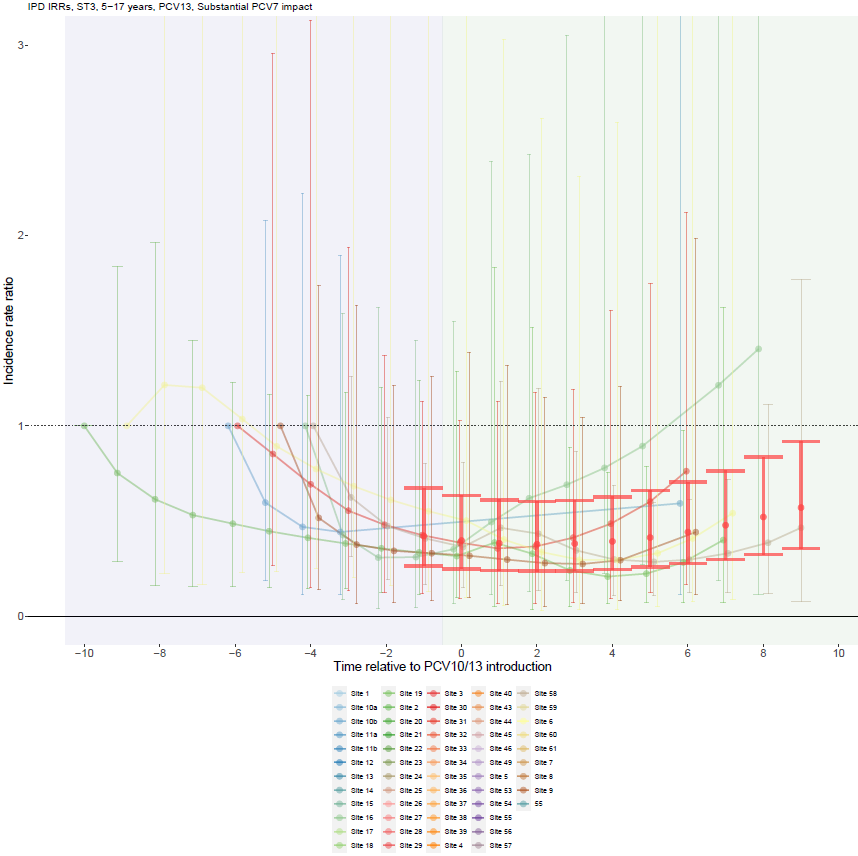 IPD IRRs, ST3, 5−17 years, PCV13, Substantial PCV7 impact
Incidence rate ratio
3
2
1
0
−10 −8 −6 −4 −2 0 2 4 6 8 10
Time relative to PCV10/13 introduction
Site 1 Site 19 Site 3 Site 40 Site 58
Site 10a Site 2 Site 30 Site 43 Site 59
Site 10b Site 20 Site 31 Site 44 Site 6
Site 11a Site 21 Site 32 Site 45 Site 60
Site 11b Site 22 Site 33 Site 46 Site 61
Site 12 Site 23 Site 34 Site 49 Site 7
Site 13 Site 24 Site 35 Site 5 Site 8
Site 14 Site 25 Site 36 Site 53 Site 9
Site 15 Site 26 Site 37 Site 54 55
Site 16 Site 27 Site 38 Site 55
Site 17 Site 28 Site 39 Site 56
Site 18 Site 29 Site 4 Site 57